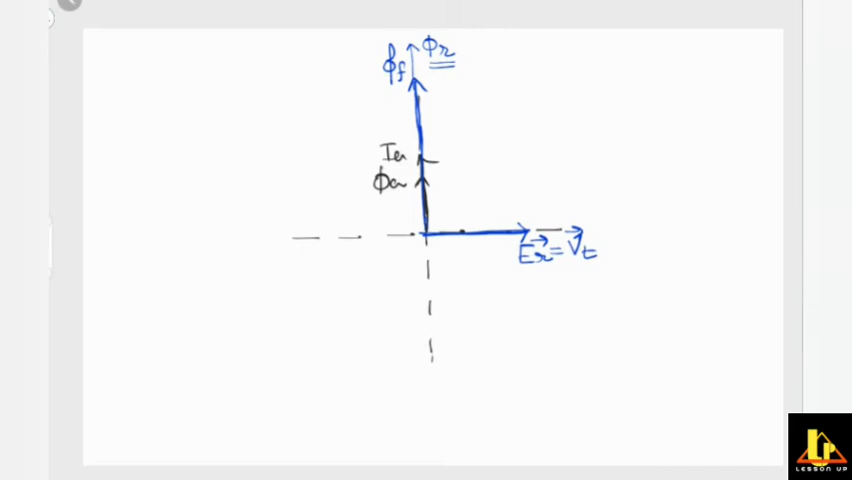 ϕf ϕr
Ia
ϕa
Er = Vt
LESSON UP